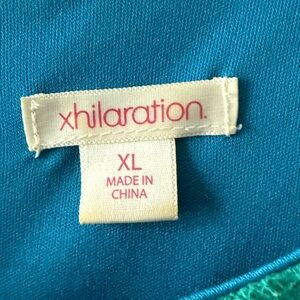 xhilaration.
XL
MADE IN
CHINA